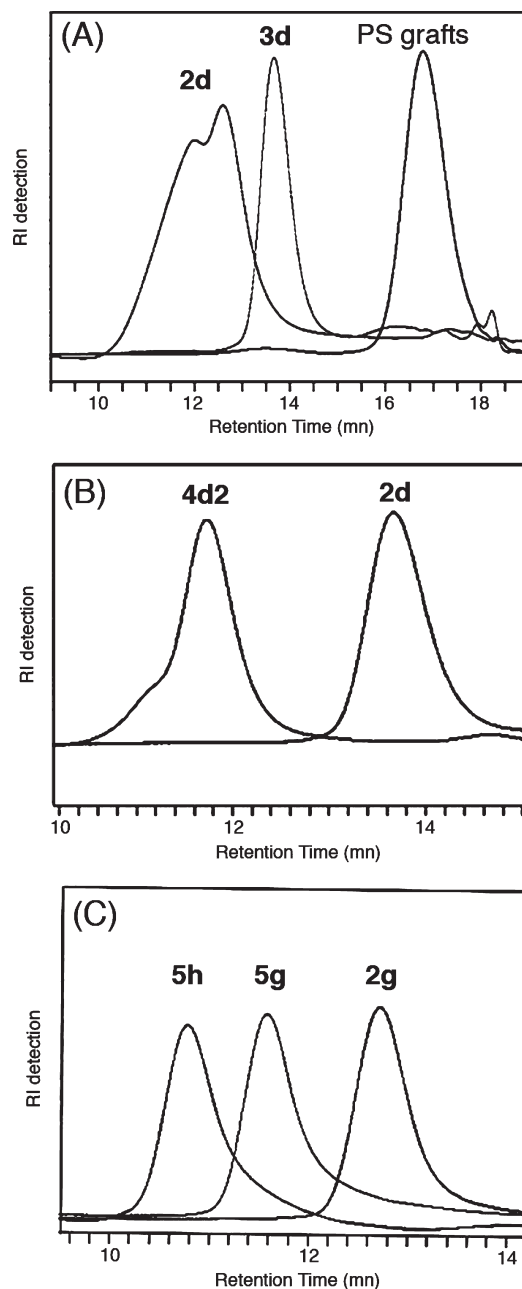 (A)
3d
PS grafts
2d
RI detection
10 12 14 16 18
Retention Time (mn)
(B)
4d2 2d
RI detection
10 12 14
Retention Time (mn)
(C)
5h 5g 2g
RI detection
10 12 14
Retention Time (mn)